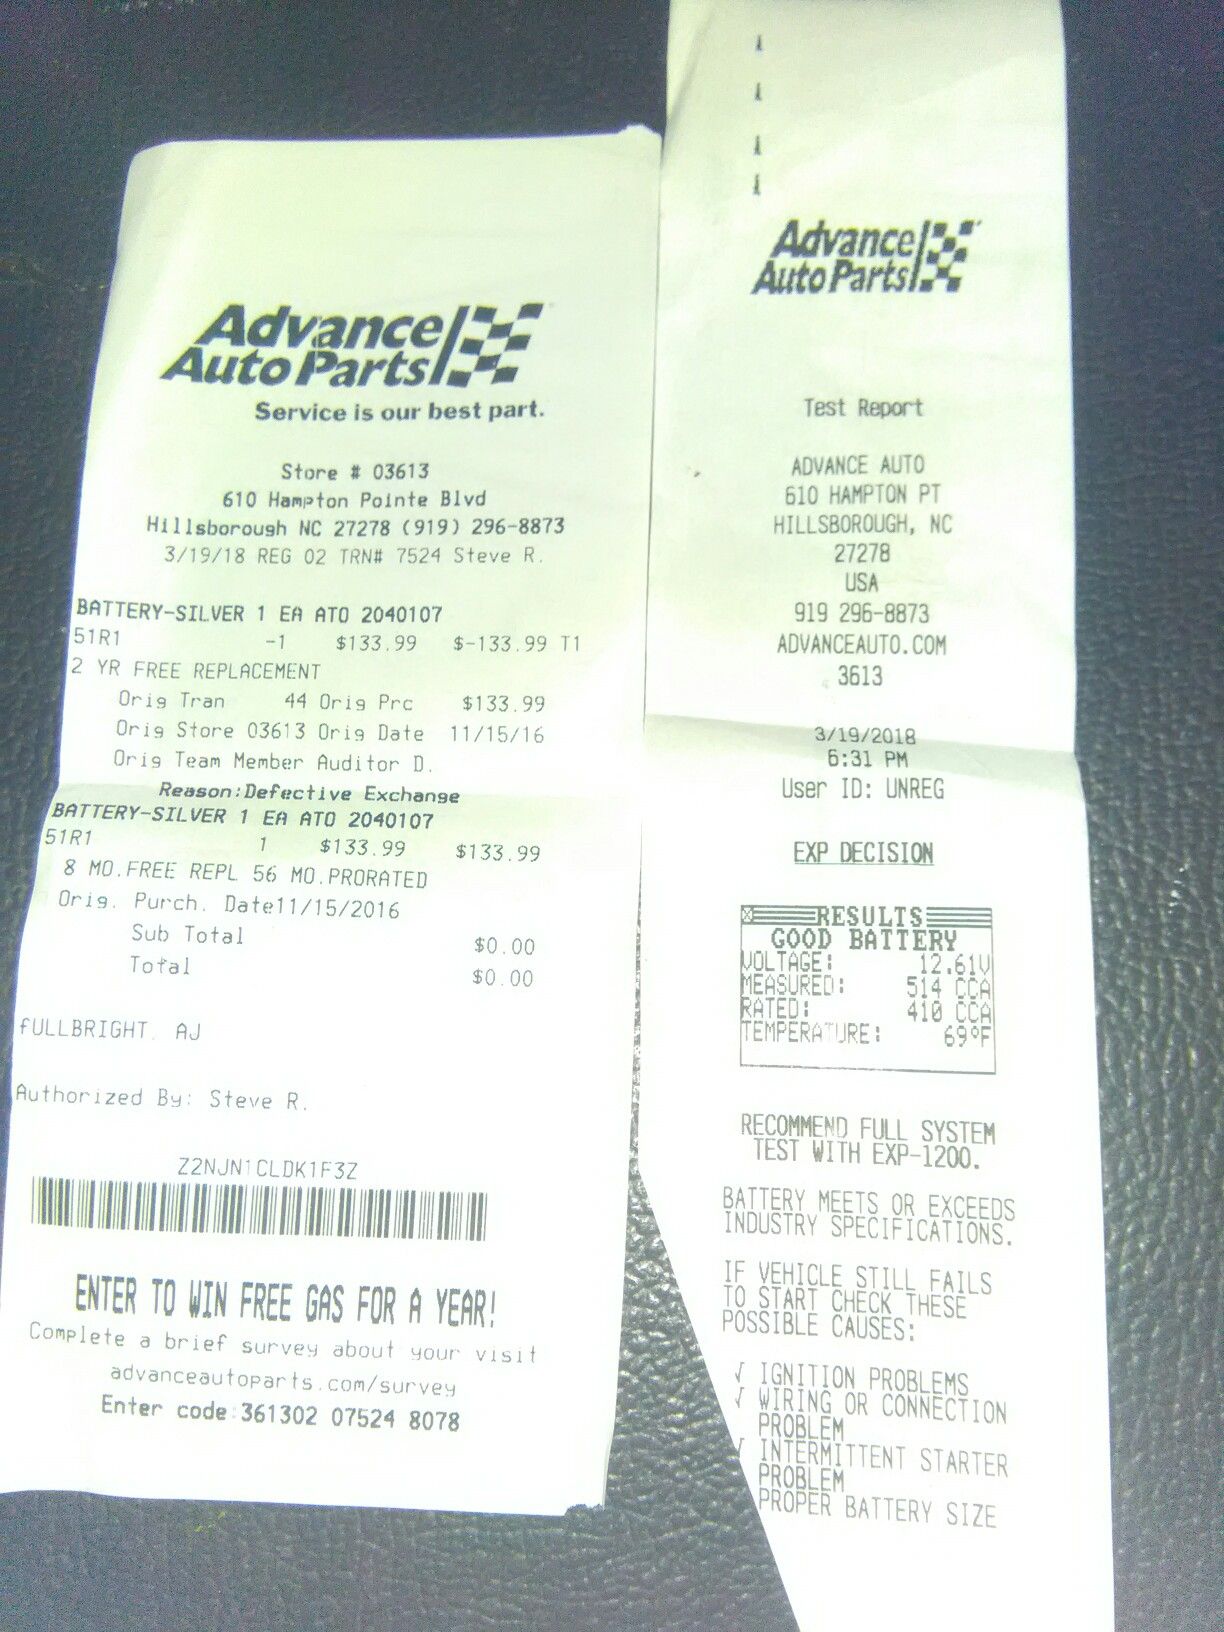 Advance
Auto Parts
Service is our best part.
Store # 03613
610 Hampton Pointe Blvd
Hillsborough NC 27278 (919) 296-8873
3/19/18 REG 02 TRN# 7524 Steve R.
BATTERY-SILVER 1 EA ATO 2040107
51R1 -1 $133.99 $-133.99 T1
2 YR FREE REPLACEMENT
Orig Tran 44 Orig Prc $133.99
Orig Store 03613 Orig Date 11/15/16
Orig Team Member Auditor D.
Reason:Defective Exchange
BATTERY-SILVER 1 EA ATO 2040107
51R1 1 $133.99 $133.99
8 MO.FREE REPL 56 MO.PRORATED
Orig. Purch. Date11/15/2016
Sub Total $0.00
Total $0.00
fULLBRIGHT, AJ
Authorized By: Steve R.
Z2NJN1CLDK1F3Z
ENTER TO WIN FREE GAS FOR A YEAR!
Complete a brief survey about your visit
advanceautoparts.com/survey
Enter code:361302 07524 8078
Advance
Auto Parts
Test Report
ADVANCE AUTO
610 HAMPTON PT
HILLSBOROUGH, NC
27278
USA
919 296-8873
ADVANCEAUTO.COM
3613
3/19/2018
6:31 PM
User ID: UNREG
EXP DECISION
RESULTS
GOOD BATTERY
VOLTAGE: 12.61V
MEASURED: 514 CCA
RATED: 410 CCA
TEMPERATURE: 69°F
RECOMMEND FULL SYSTEM
TEST WITH EXP-1200.
BATTERY MEETS OR EXCEEDS
INDUSTRY SPECIFICATIONS.
IF VEHICLE STILL FAILS
TO START CHECK THESE
POSSIBLE CAUSES:
√ IGNITION PROBLEMS
√ WIRING OR CONNECTION
PROBLEM
√ INTERMITTENT STARTER
PROBLEM
PROPER BATTERY SIZE